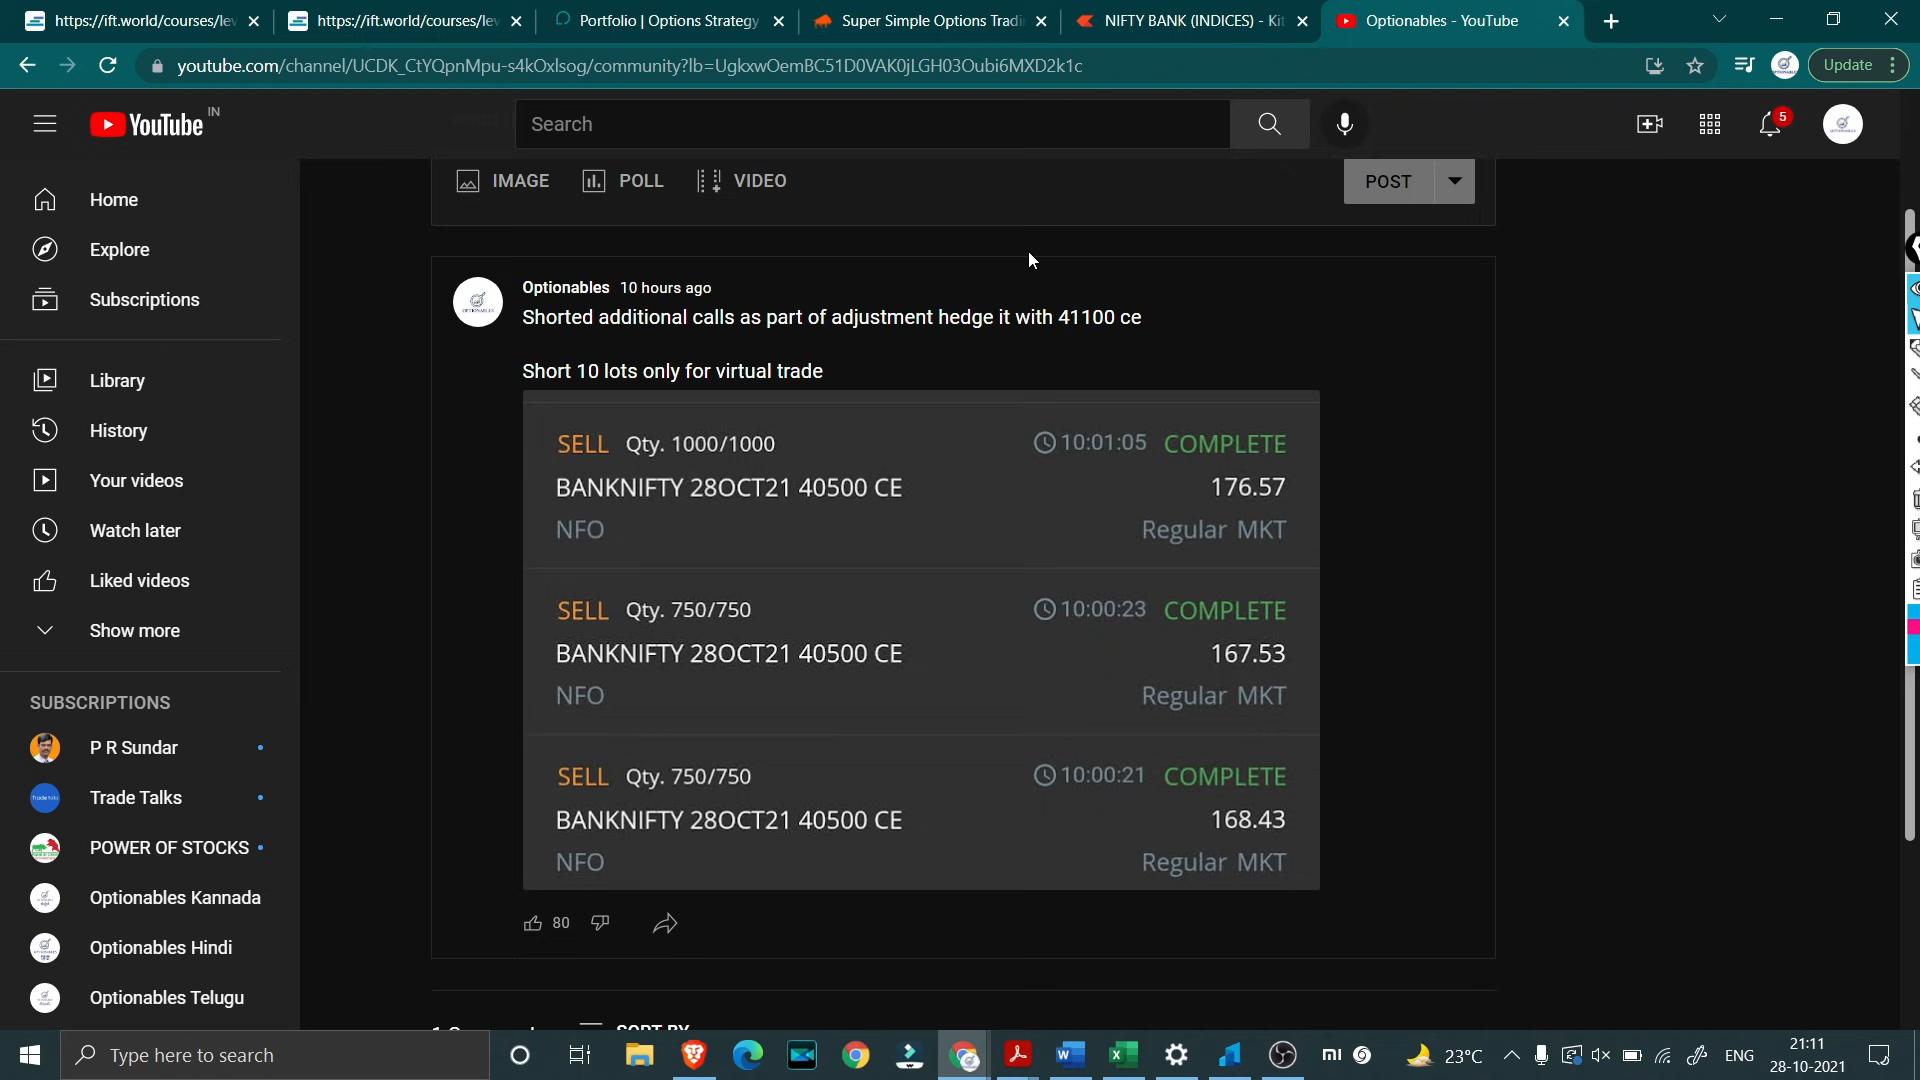 https://ift.world/courses/lev
https://ift.world/courses/lev
Portfolio | Options Strategy
Super Simple Options Tradi
NIFTY BANK (INDICES) - Kit
Optionables - YouTube
youtube.com/channel/UCDK_CtYQpnMpu-s4kOxlsog/community?lb=UgkxwOemBC51D0VAK0jLGH03Oubi6MXD2k1c
Update
YouTube IN
Search
5
Home
Explore
Subscriptions
Library
History
Your videos
Watch later
Liked videos
Show more
SUBSCRIPTIONS
P R Sundar
Trade Talks
POWER OF STOCKS
Optionables Kannada
Optionables Hindi
Optionables Telugu
IMAGE POLL VIDEO
POST
Optionables 10 hours ago
Shorted additional calls as part of adjustment hedge it with 41100 ce
Short 10 lots only for virtual trade
SELL Qty. 1000/1000 10:01:05 COMPLETE
BANKNIFTY 28OCT21 40500 CE 176.57
NFO Regular MKT
SELL Qty. 750/750 10:00:23 COMPLETE
BANKNIFTY 28OCT21 40500 CE 167.53
NFO Regular MKT
SELL Qty. 750/750 10:00:21 COMPLETE
BANKNIFTY 28OCT21 40500 CE 168.43
NFO Regular MKT
80
Type here to search
23°C
ENG
21:11
28-10-2021